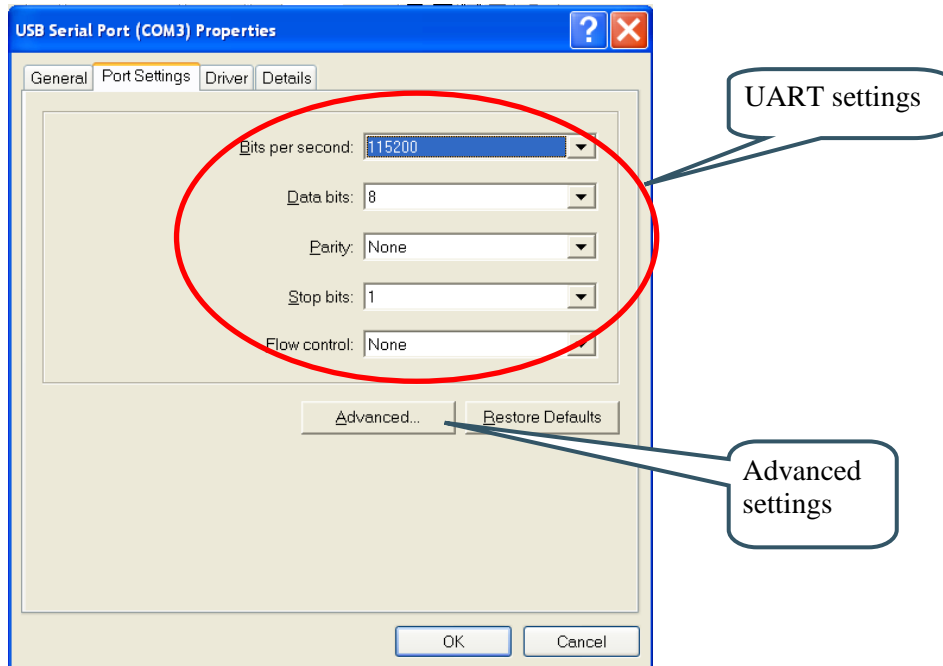 USB Serial Port (COM3) Properties
General Port Settings Driver Details
UART settings
Bits per second: 115200
Data bits: 8
Parity: None
Stop bits: 1
Flow control: None
Advanced... Restore Defaults
Advanced
settings
OK Cancel